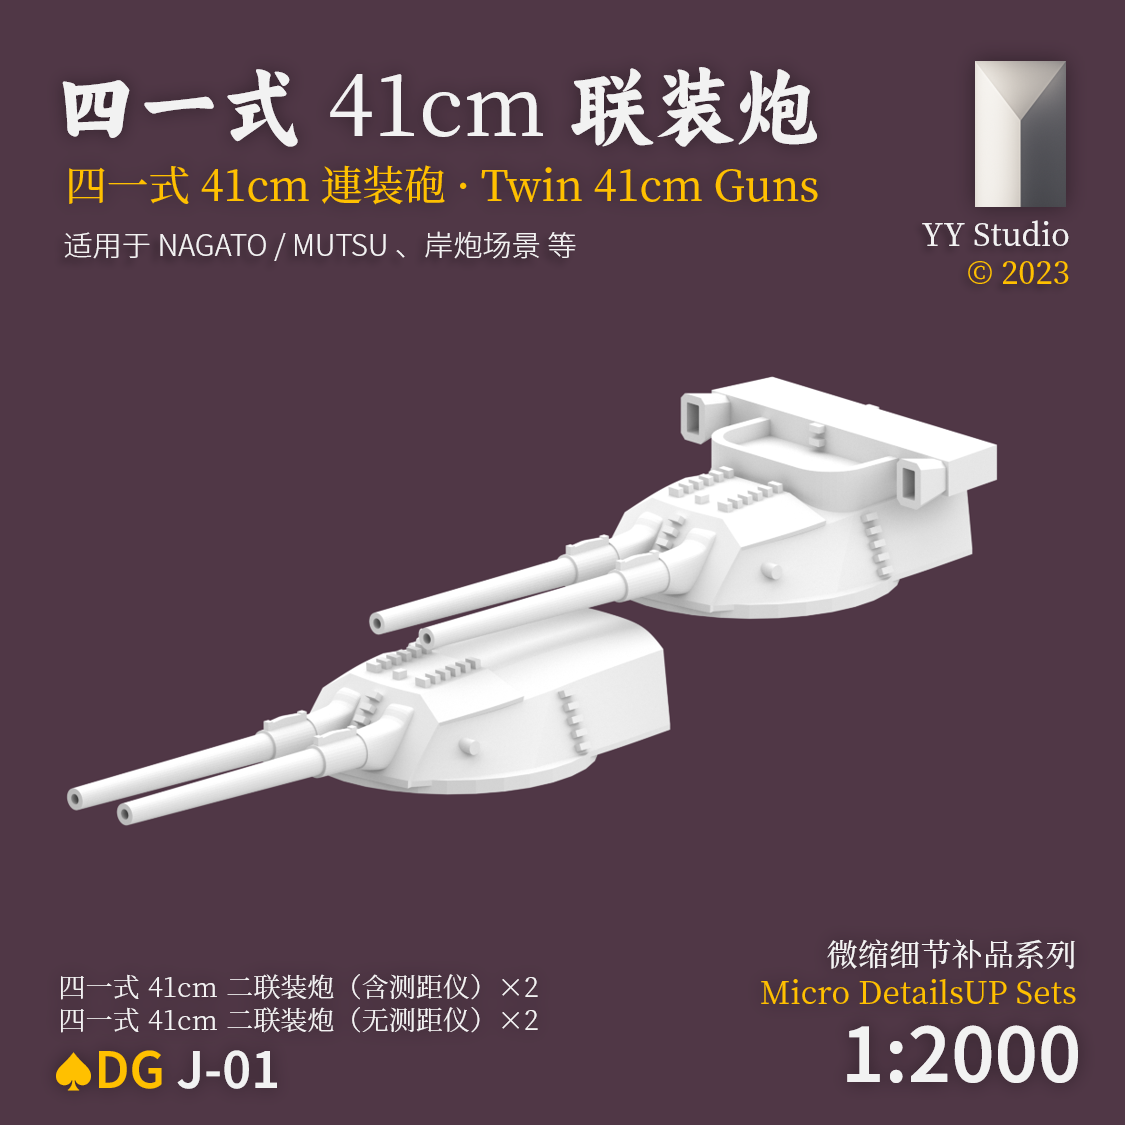 四一式 41cm 联装炮
四一式 41cm 連装砲 · Twin 41cm Guns
适用于 NAGATO / MUTSU 、岸炮场景 等
YY Studio
© 2023
四一式 41cm 二联装炮（含测距仪）×2
四一式 41cm 二联装炮（无测距仪）×2
♠DG J-01
微缩细节补品系列
Micro DetailsUP Sets
1:2000